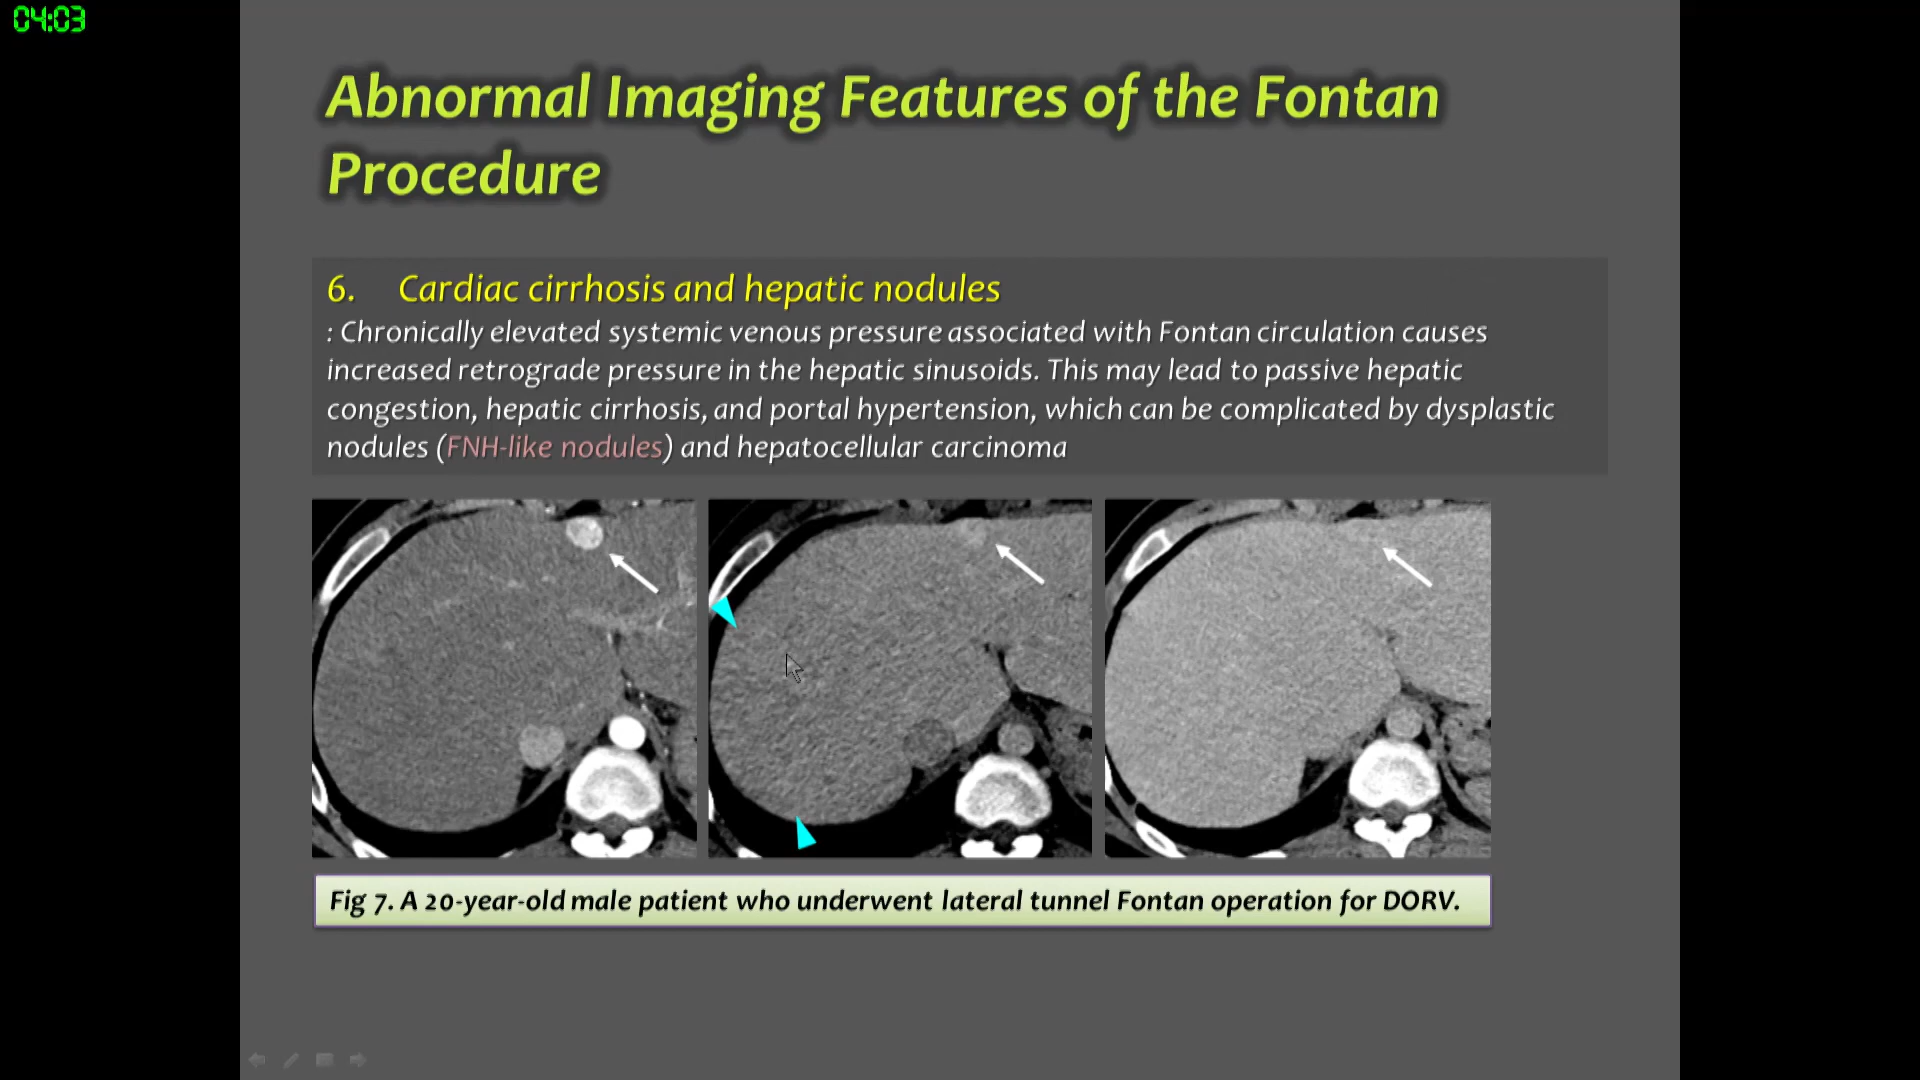 04:03
Abnormal Imaging Features of the Fontan
Procedure
6. Cardiac cirrhosis and hepatic nodules
: Chronically elevated systemic venous pressure associated with Fontan circulation causes
increased retrograde pressure in the hepatic sinusoids. This may lead to passive hepatic
congestion, hepatic cirrhosis, and portal hypertension, which can be complicated by dysplastic
nodules (FNH-like nodules) and hepatocellular carcinoma
Fig 7. A 20-year-old male patient who underwent lateral tunnel Fontan operation for DORV.